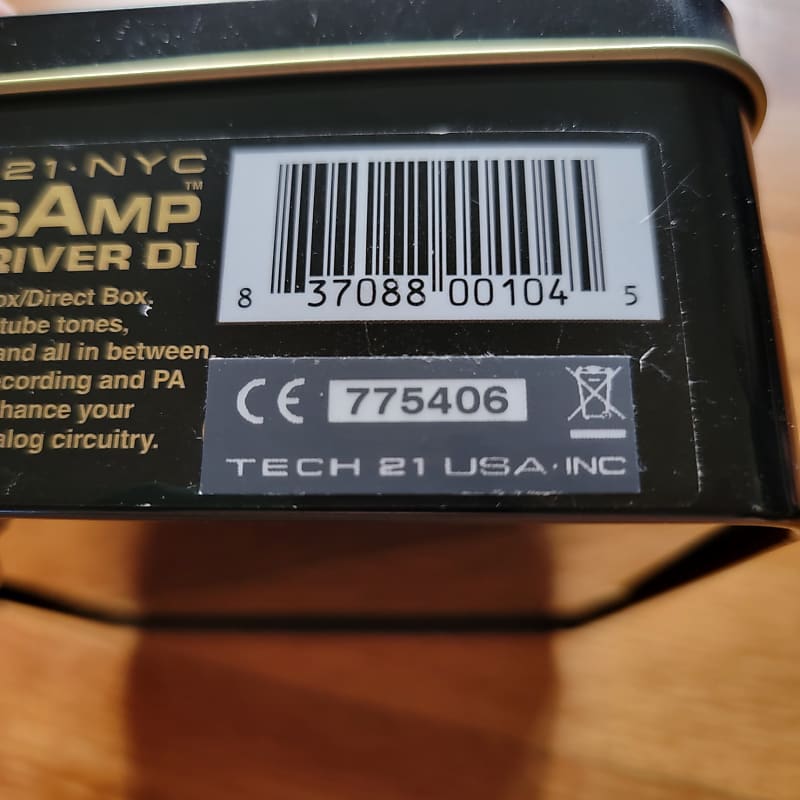 21·NYC
sAMP™
RIVER DI
ox/Direct Box.
tube tones,
and all in between
ecording and PA
hance your
alog circuitry.
8 37088 00104 5
CE 775406
TECH 21 USA·INC